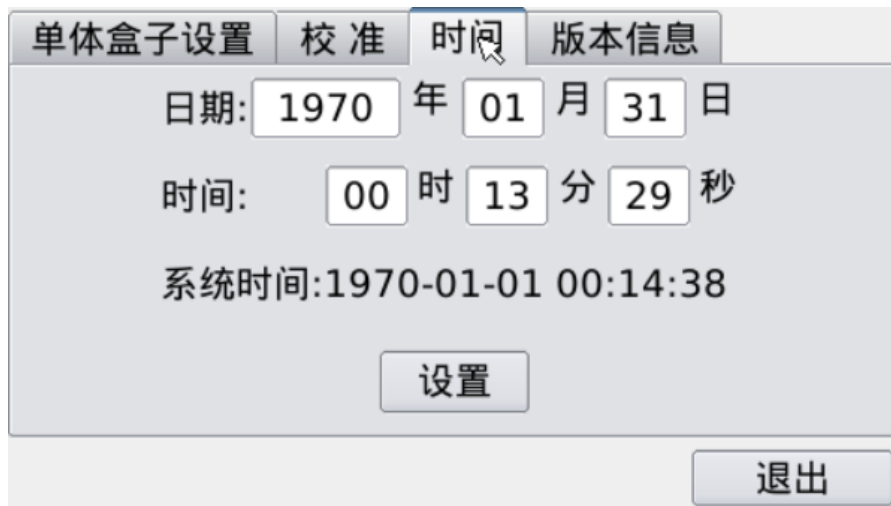 单体盒子设置 校 准 时间 版本信息
日期: 1970 年 01 月 31 日
时间: 00 时 13 分 29 秒
系统时间:1970-01-01 00:14:38
设置
退出